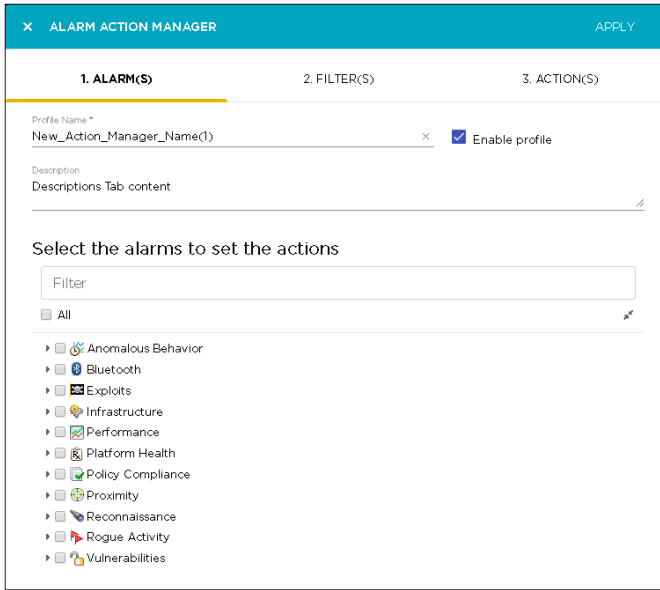 ALARM ACTION MANAGER APPLY
1. ALARM(S) 2. FILTER(S) 3. ACTION(S)
Profile Name *
New_Action_Manager_Name(1) Enable profile
Description
Descriptions Tab content
Select the alarms to set the actions
Filter
All
Anomalous Behavior
Bluetooth
Exploits
Infrastructure
Performance
Platform Health
Policy Compliance
Proximity
Reconnaissance
Rogue Activity
Vulnerabilities